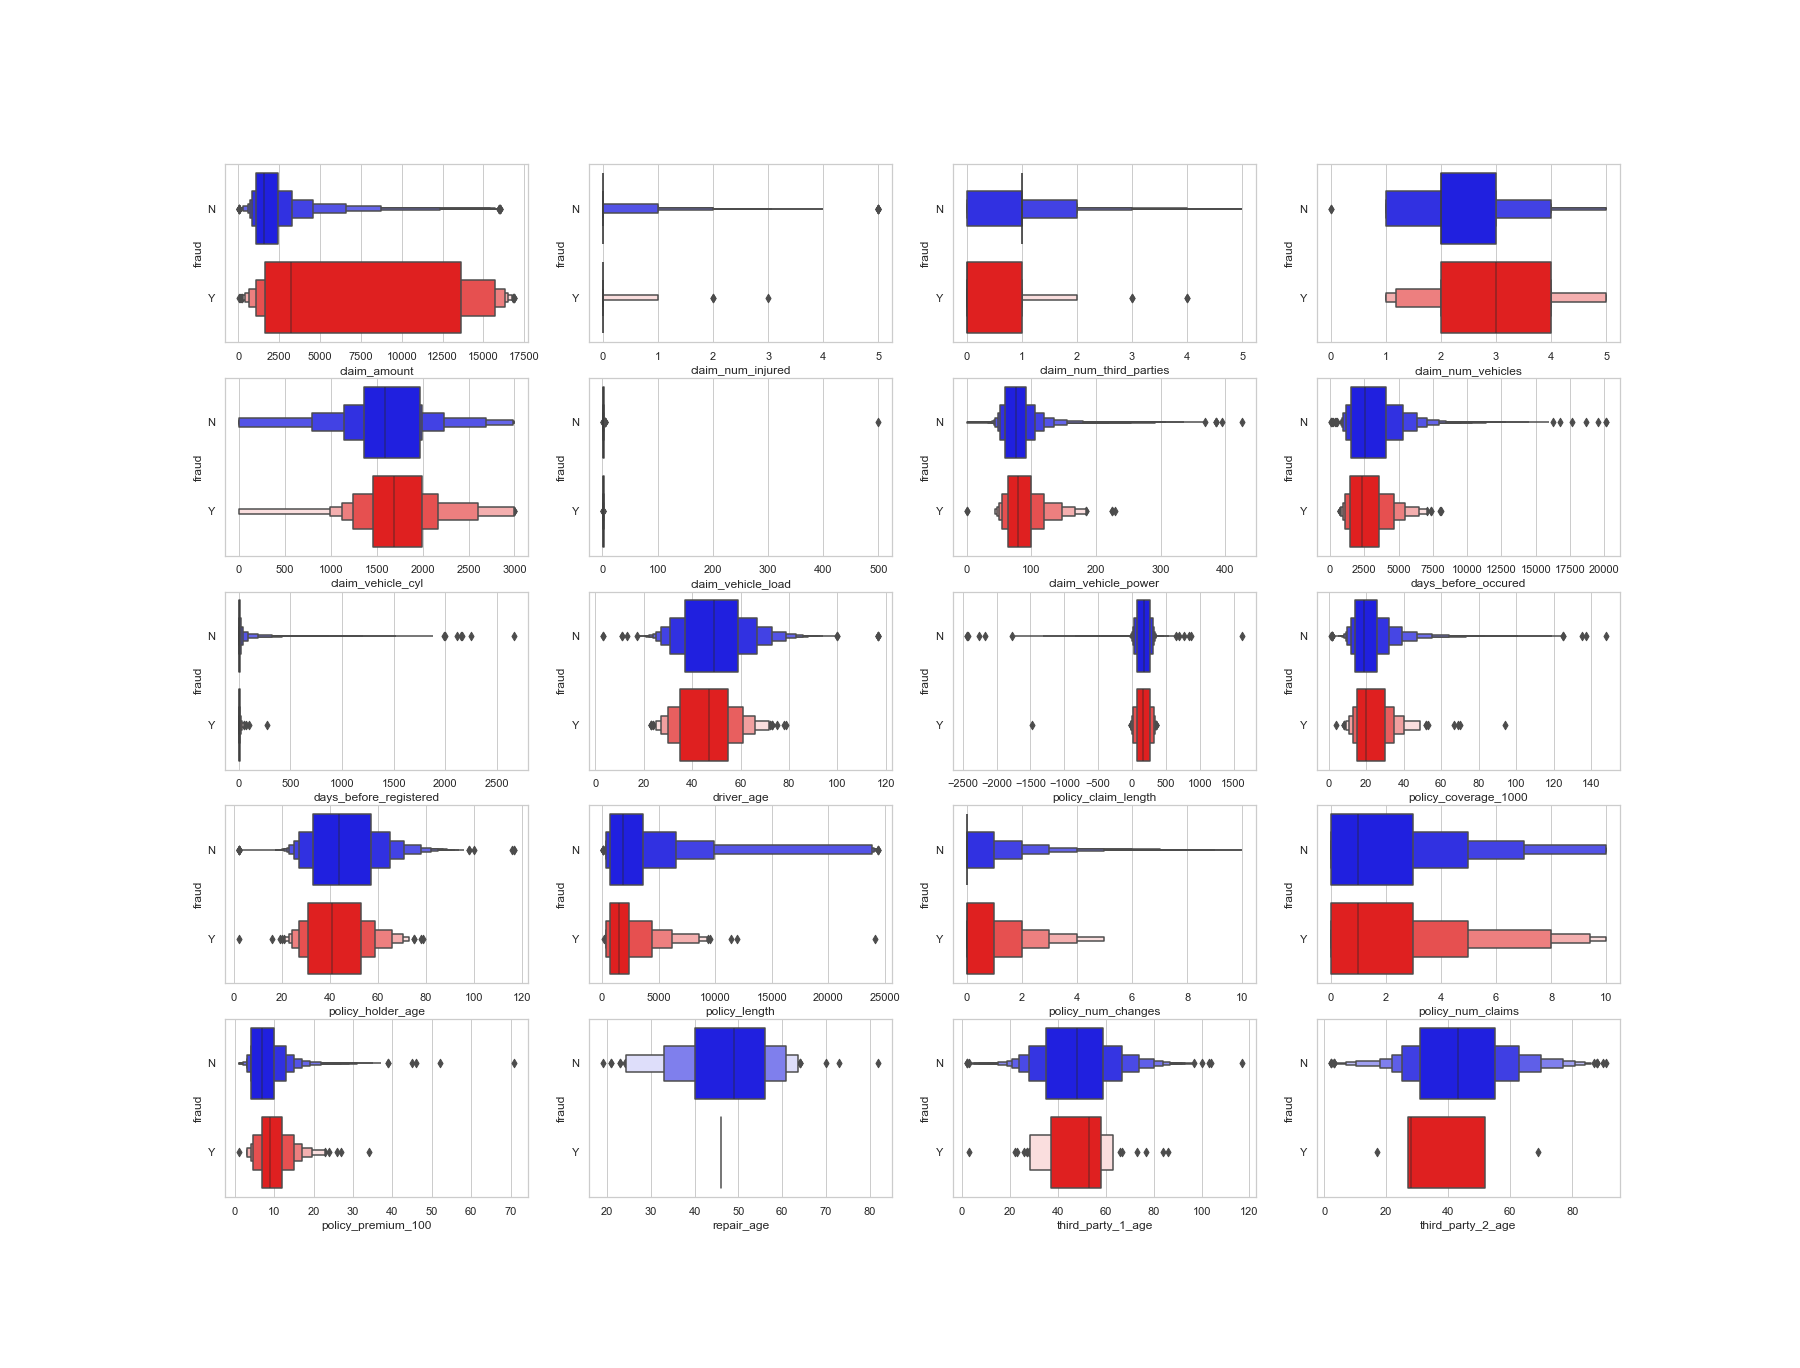 N
fraud
Y
0 2500 5000 7500 10000 12500 15000 17500
claim_amount
N
fraud
Y
0 1 2 3 4 5
claim_num_injured
N
fraud
Y
0 1 2 3 4 5
claim_num_third_parties
N
fraud
Y
0 1 2 3 4 5
claim_num_vehicles
N
fraud
Y
0 500 1000 1500 2000 2500 3000
claim_vehicle_cyl
N
fraud
Y
0 100 200 300 400 500
claim_vehicle_load
N
fraud
Y
0 100 200 300 400
claim_vehicle_power
N
fraud
Y
0 2500 5000 7500 10000 12500 15000 17500 20000
days_before_occured
N
fraud
Y
0 500 1000 1500 2000 2500
days_before_registered
N
fraud
Y
0 20 40 60 80 100 120
driver_age
N
fraud
Y
−2500 −2000 −1500 −1000 −500 0 500 1000 1500
policy_claim_length
N
fraud
Y
0 20 40 60 80 100 120 140
policy_coverage_1000
N
fraud
Y
0 20 40 60 80 100 120
policy_holder_age
N
fraud
Y
0 5000 10000 15000 20000 25000
policy_length
N
fraud
Y
0 2 4 6 8 10
policy_num_changes
N
fraud
Y
0 2 4 6 8 10
policy_num_claims
N
fraud
Y
0 10 20 30 40 50 60 70
policy_premium_100
N
fraud
Y
20 30 40 50 60 70 80
repair_age
N
fraud
Y
0 20 40 60 80 100 120
third_party_1_age
N
fraud
Y
0 20 40 60 80
third_party_2_age